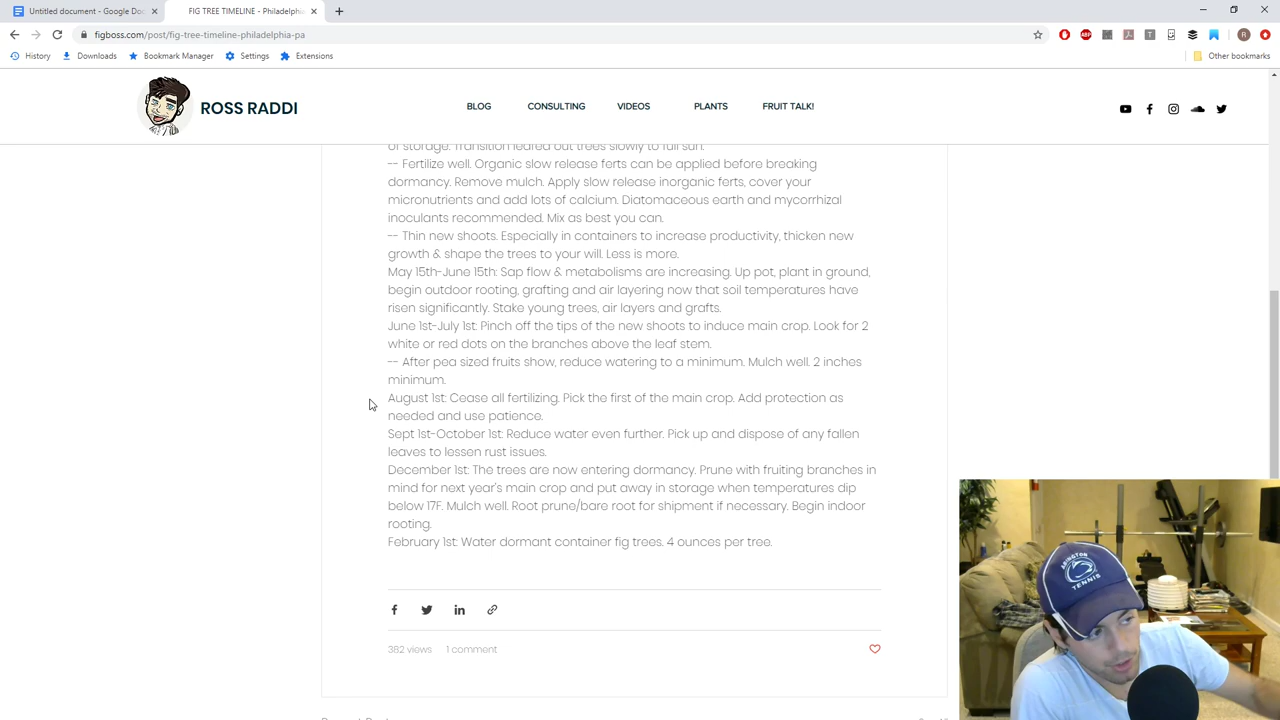 Untitled document - Google Doc
FIG TREE TIMELINE - Philadelphi
figboss.com/post/fig-tree-timeline-philadelphia-pa
History
Downloads
Bookmark Manager
Settings
Extensions
Other bookmarks
ROSS RADDI
BLOG
CONSULTING
VIDEOS
PLANTS
FRUIT TALK!
of storage. Transition leafed out trees slowly to full sun.
-- Fertilize well. Organic slow release ferts can be applied before breaking
dormancy. Remove mulch. Apply slow release inorganic ferts, cover your
micronutrients and add lots of calcium. Diatomaceous earth and mycorrhizal
inoculants recommended. Mix as best you can.
-- Thin new shoots. Especially in containers to increase productivity, thicken new
growth & shape the trees to your will. Less is more.
May 15th-June 15th: Sap flow & metabolisms are increasing. Up pot, plant in ground,
begin outdoor rooting, grafting and air layering now that soil temperatures have
risen significantly. Stake young trees, air layers and grafts.
June 1st-July 1st: Pinch off the tips of the new shoots to induce main crop. Look for 2
white or red dots on the branches above the leaf stem.
-- After pea sized fruits show, reduce watering to a minimum. Mulch well. 2 inches
minimum.
August 1st: Cease all fertilizing. Pick the first of the main crop. Add protection as
needed and use patience.
Sept 1st-October 1st: Reduce water even further. Pick up and dispose of any fallen
leaves to lessen rust issues.
December 1st: The trees are now entering dormancy. Prune with fruiting branches in
mind for next year's main crop and put away in storage when temperatures dip
below 17F. Mulch well. Root prune/bare root for shipment if necessary. Begin indoor
rooting.
February 1st: Water dormant container fig trees. 4 ounces per tree.
382 views
1 comment
TENNIS